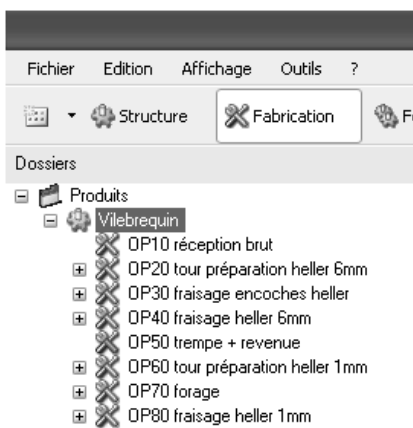 Fichier Edition Affichage Outils ?
Structure Fabrication
Dossiers
Produits
Vilebrequin
OP10 réception brut
OP20 tour préparation heller 6mm
OP30 fraisage encoches heller
OP40 fraisage heller 6mm
OP50 trempe + revenue
OP60 tour préparation heller 1mm
OP70 forage
OP80 fraisage heller 1mm